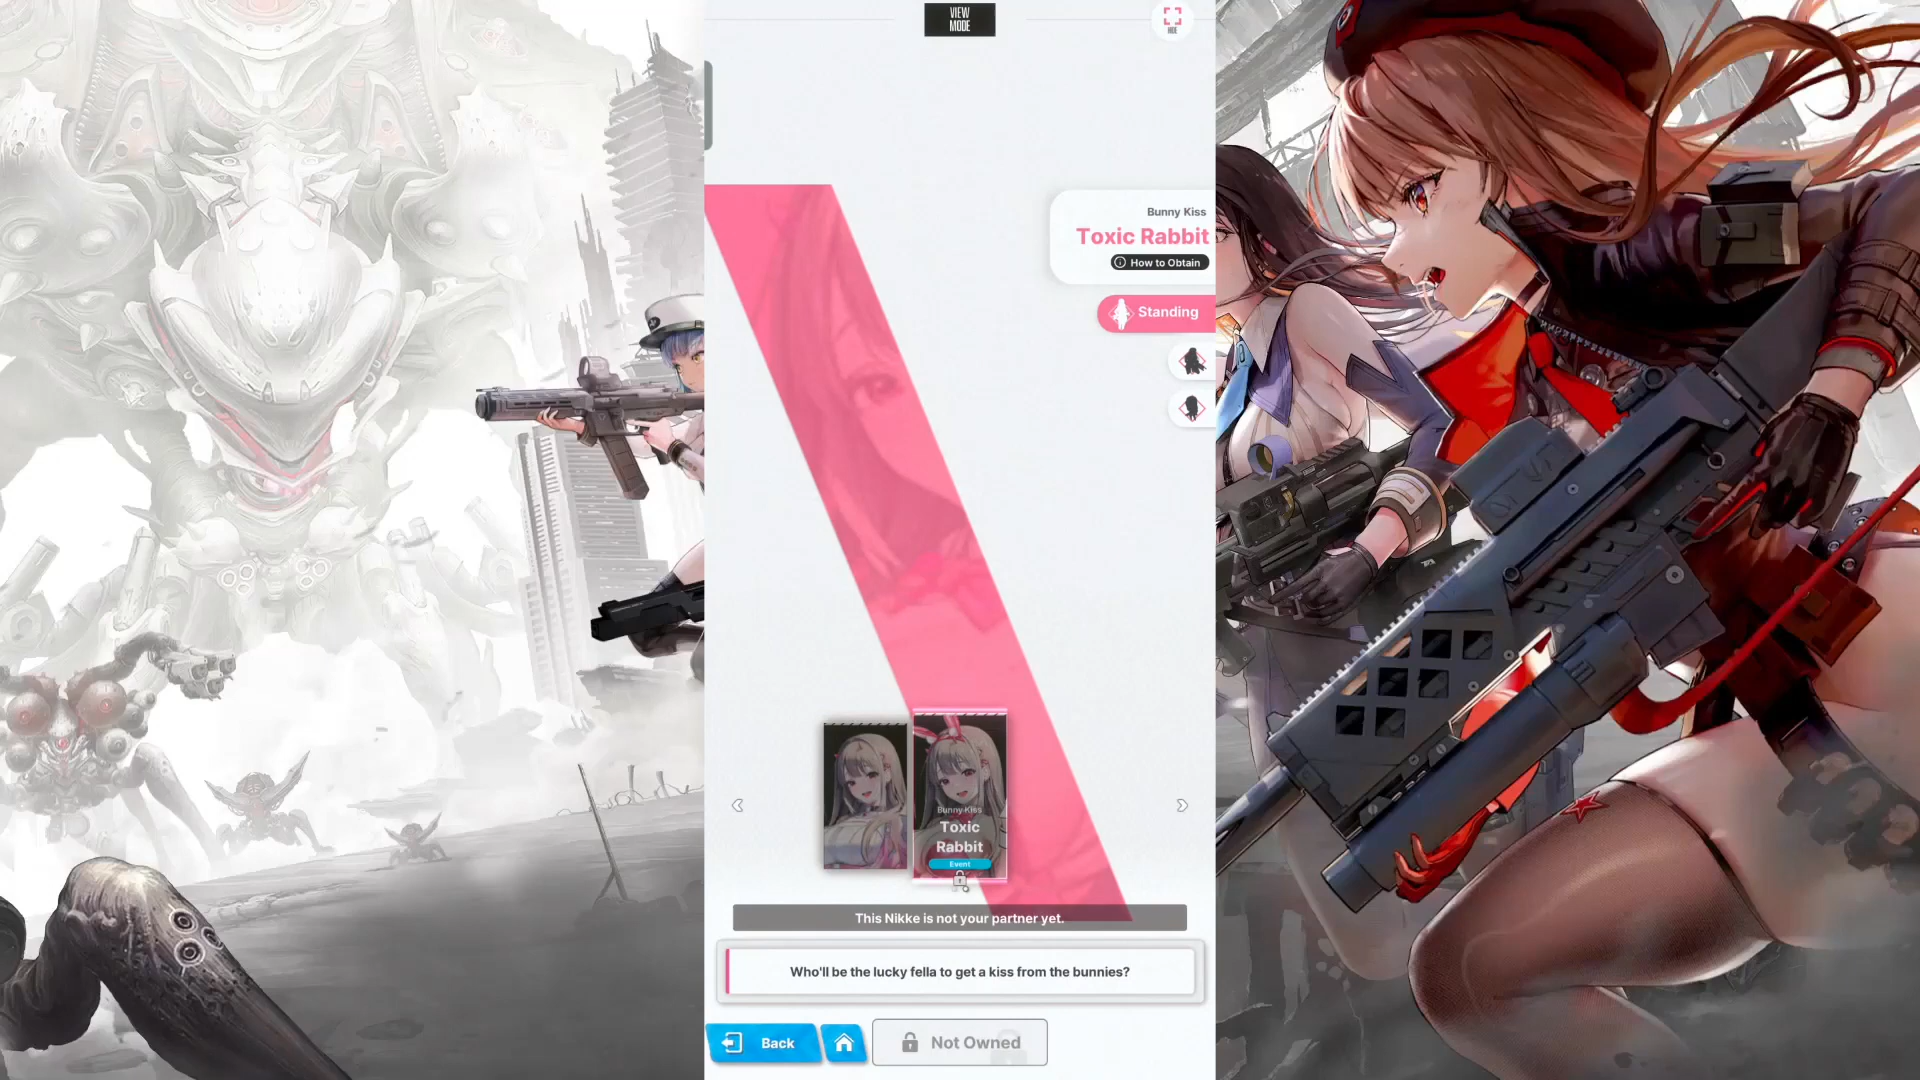 VIEW
MODE
HIDE
Bunny Kiss
Toxic Rabbit
How to Obtain
Standing
Bunny Kiss
Toxic
Rabbit
Event
This Nikke is not your partner yet.
Who'll be the lucky fella to get a kiss from the bunnies?
Back
Not Owned